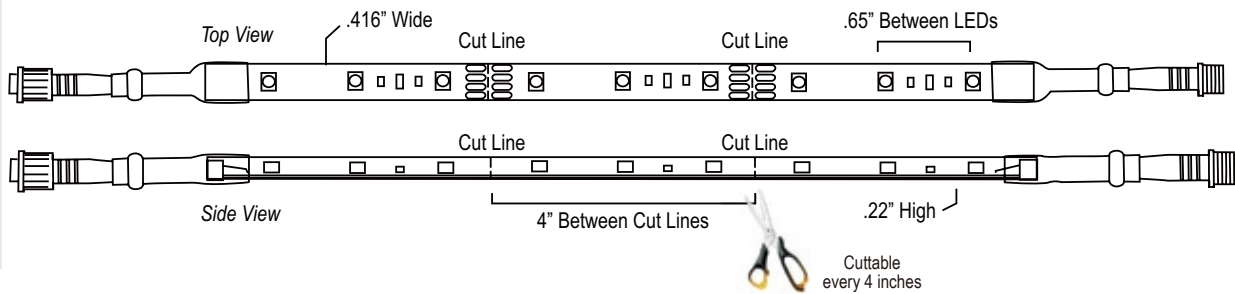 Top View
.416” Wide
Cut Line
Cut Line
.65” Between LEDs
Cut Line
Cut Line
Side View
4” Between Cut Lines
.22” High
Cuttable
every 4 inches